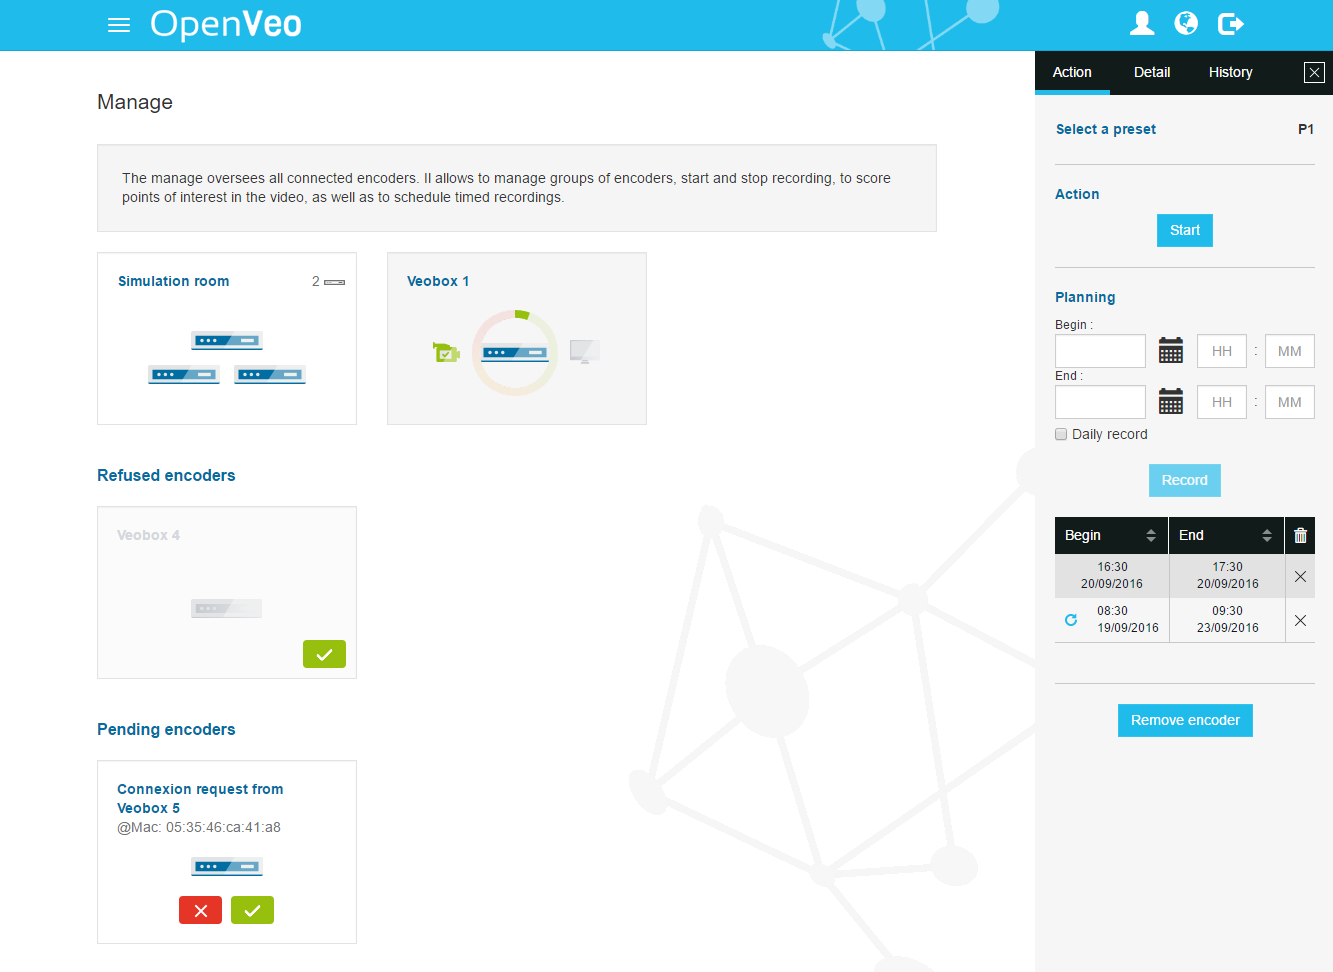 OpenVeo
Action
Detail
History
Manage
Select a preset
P1
The manage oversees all connected encoders. Il allows to manage groups of encoders, start and stop recording, to score
points of interest in the video, as well as to schedule timed recordings.
Action
Start
Simulation room
2
Veobox 1
Planning
Begin :
HH : MM
End :
HH : MM
Daily record
Record
Refused encoders
Veobox 4
Begin
End
16:30
20/09/2016
17:30
20/09/2016
08:30
19/09/2016
09:30
23/09/2016
Remove encoder
Pending encoders
Connexion request from
Veobox 5
@Mac: 05:35:46:ca:41:a8